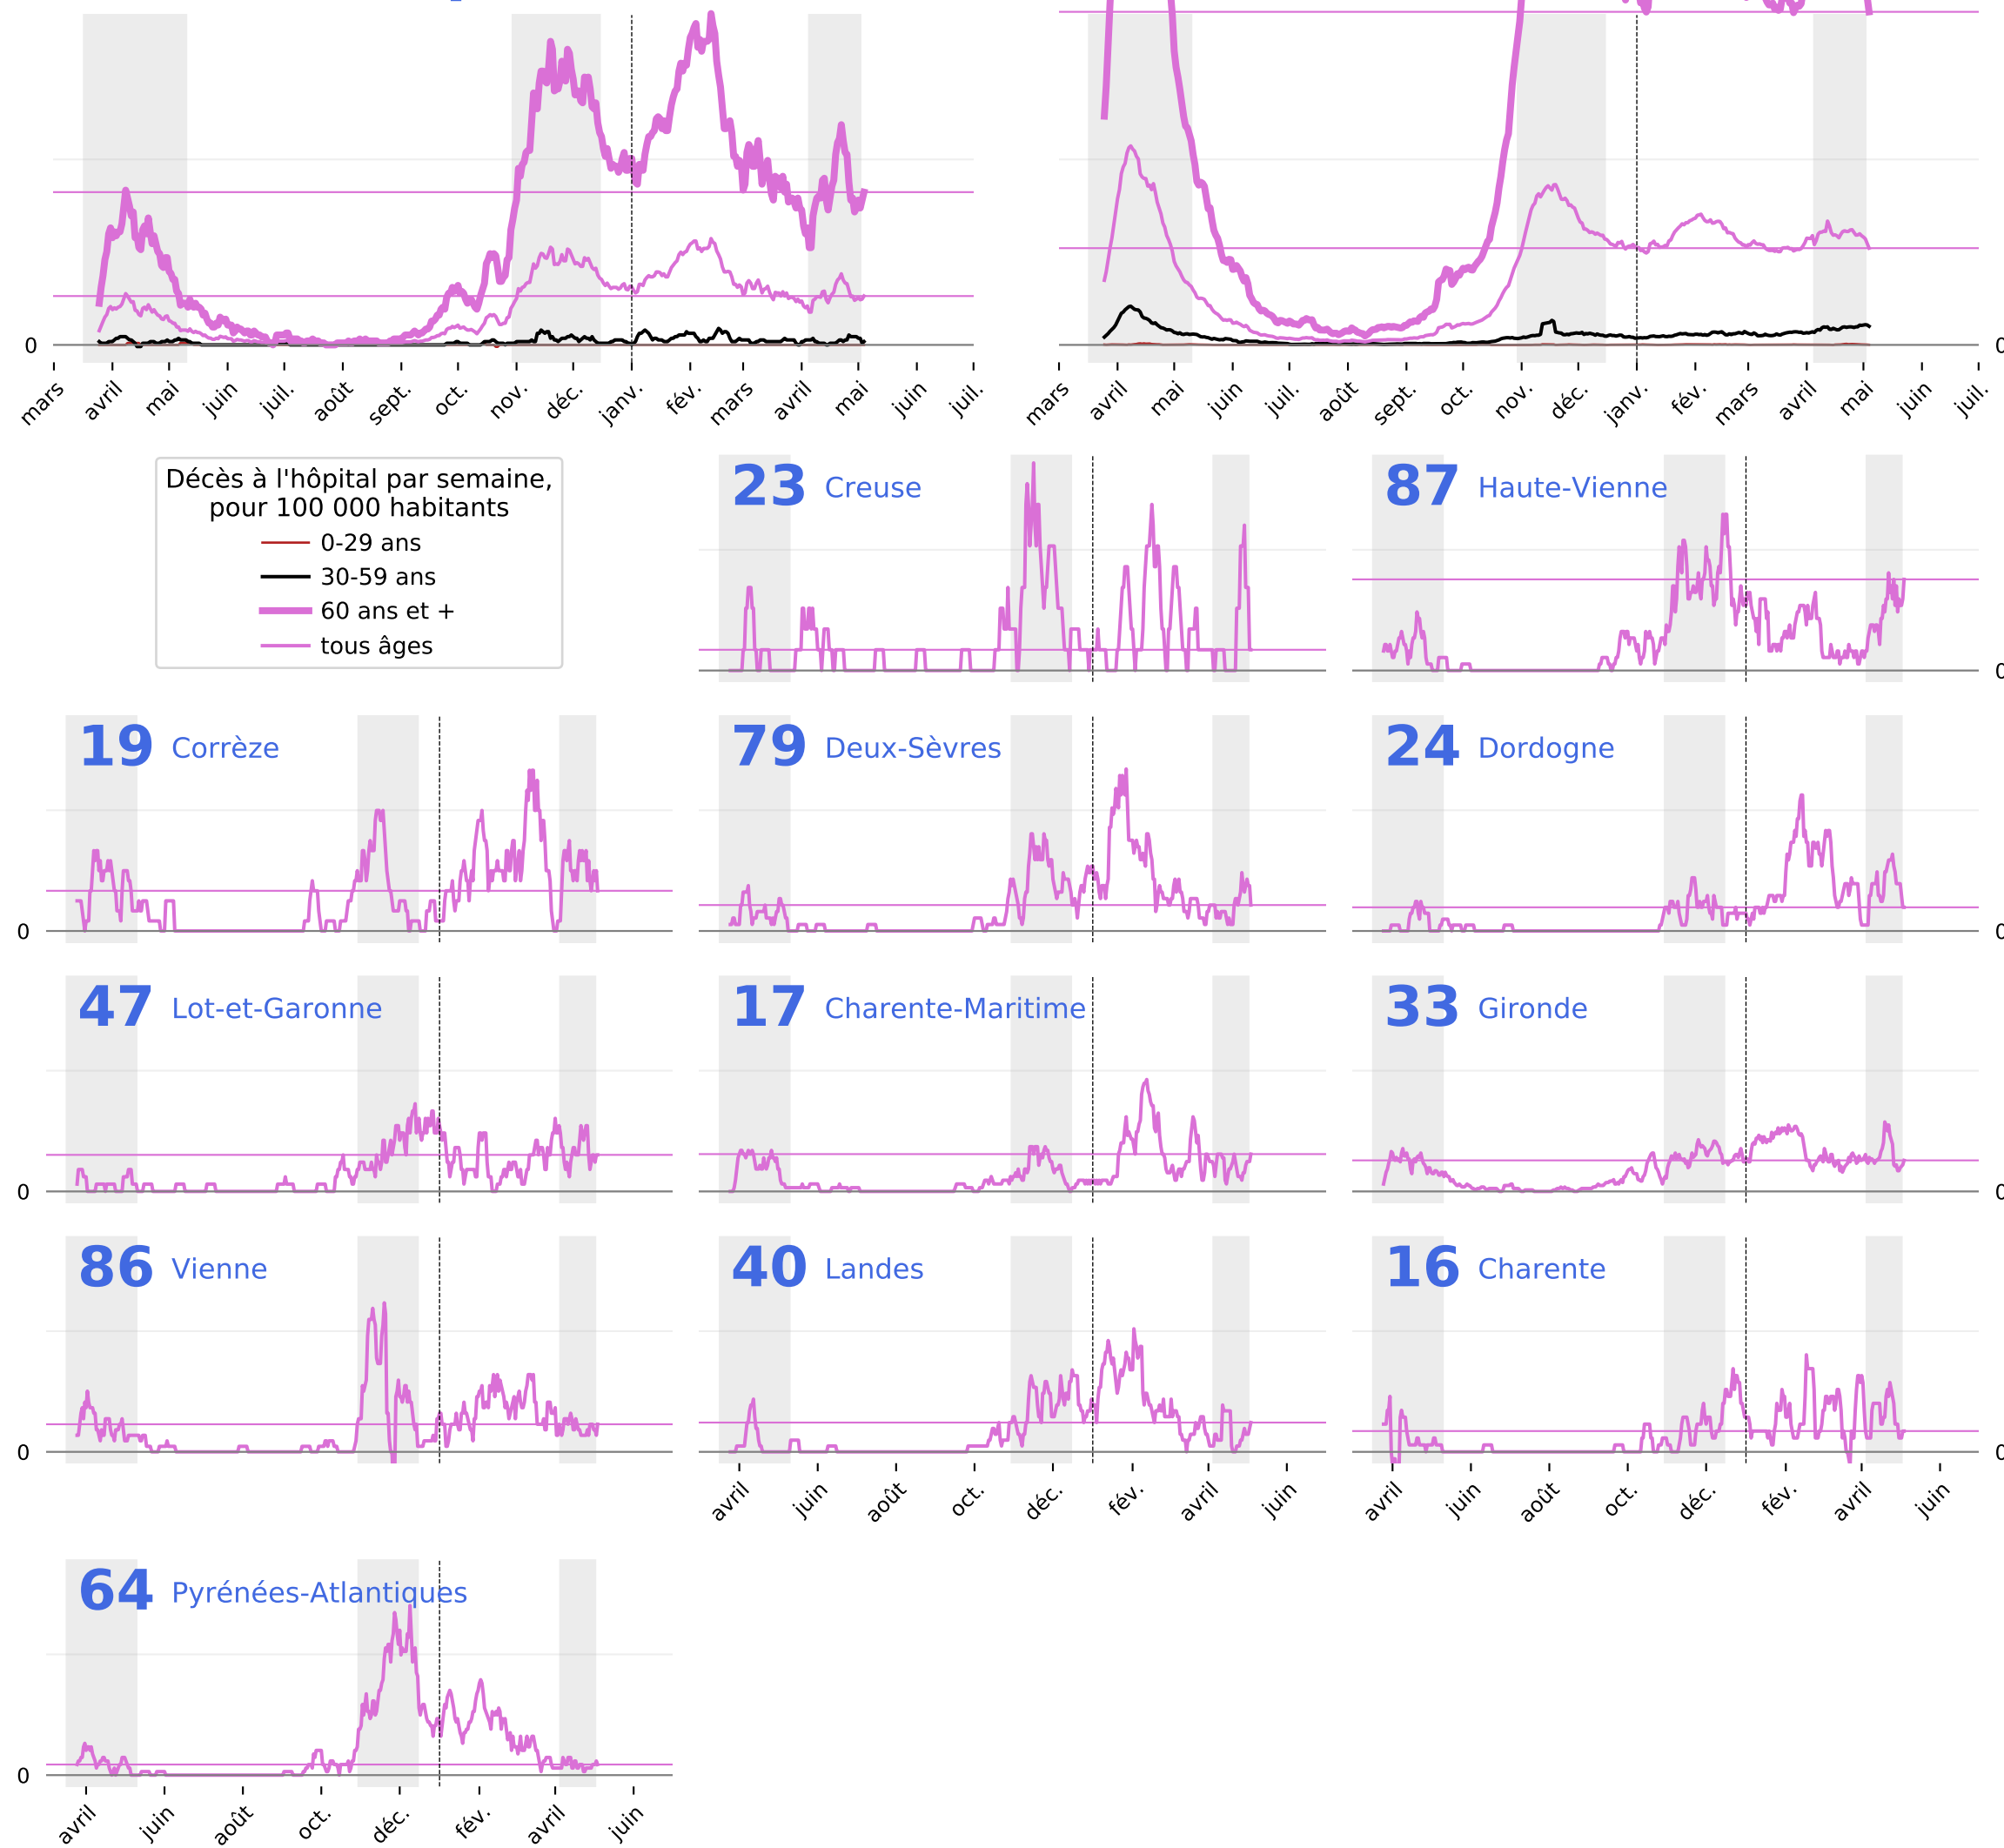 0
mars avril mai juin juil. août sept. oct. nov. déc. janv. fév. mars avril mai juin juil.
mars avril mai juin juil. août sept. oct. nov. déc. janv. fév. mars avril mai juin juil.
Décès à l'hôpital par semaine,
pour 100 000 habitants
0-29 ans
30-59 ans
60 ans et +
tous âges
23 Creuse
87 Haute-Vienne
19 Corrèze
79 Deux-Sèvres
24 Dordogne
0
47 Lot-et-Garonne
17 Charente-Maritime
33 Gironde
0
86 Vienne
40 Landes
16 Charente
0
avril juin août oct. déc. fév. avril juin
avril juin août oct. déc. fév. avril juin
64 Pyrénées-Atlantiques
0
avril juin août oct. déc. fév. avril juin